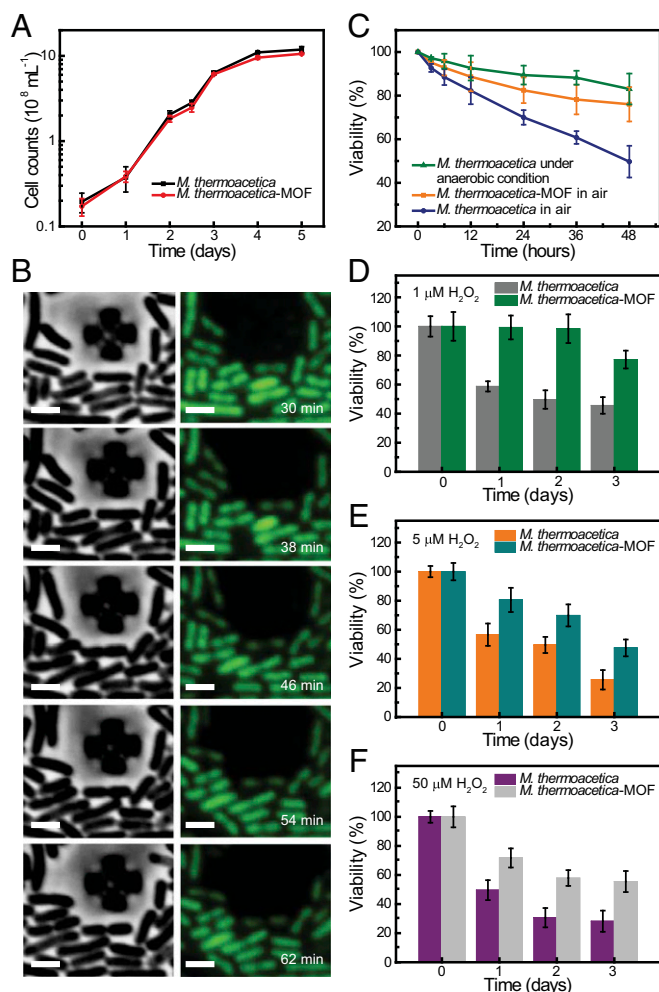 A
Cell counts (10⁸ mL⁻¹)
10
1
0.1
M. thermoacetica
M. thermoacetica-MOF
0 1 2 3 4 5
Time (days)
B
30 min
38 min
46 min
54 min
62 min
C
Viability (%)
100
80
60
40
20
M. thermoacetica under
anaerobic condition
M. thermoacetica-MOF in air
M. thermoacetica in air
0 12 24 36 48
Time (hours)
D
Viability (%)
120
100
80
60
40
20
0
1 μM H₂O₂
M. thermoacetica
M. thermoacetica-MOF
0 1 2 3
Time (days)
E
Viability (%)
120
100
80
60
40
20
0
5 μM H₂O₂
M. thermoacetica
M. thermoacetica-MOF
0 1 2 3
Time (days)
F
Viability (%)
120
100
80
60
40
20
0
50 μM H₂O₂
M. thermoacetica
M. thermoacetica-MOF
0 1 2 3
Time (days)